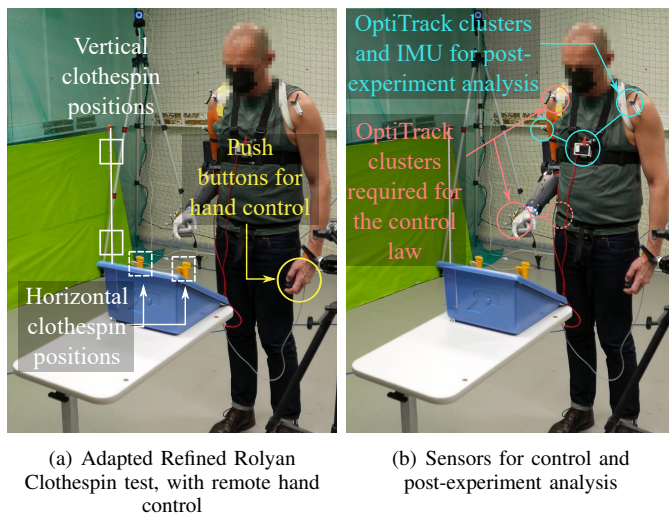 Vertical
clothespin
positions
Push
buttons for
hand control
Horizontal
clothespin
positions
(a) Adapted Refined Rolyan
Clothespin test, with remote hand
control
OptiTrack clusters
and IMU for post-
experiment analysis
OptiTrack
clusters
required for
the control
law
(b) Sensors for control and
post-experiment analysis